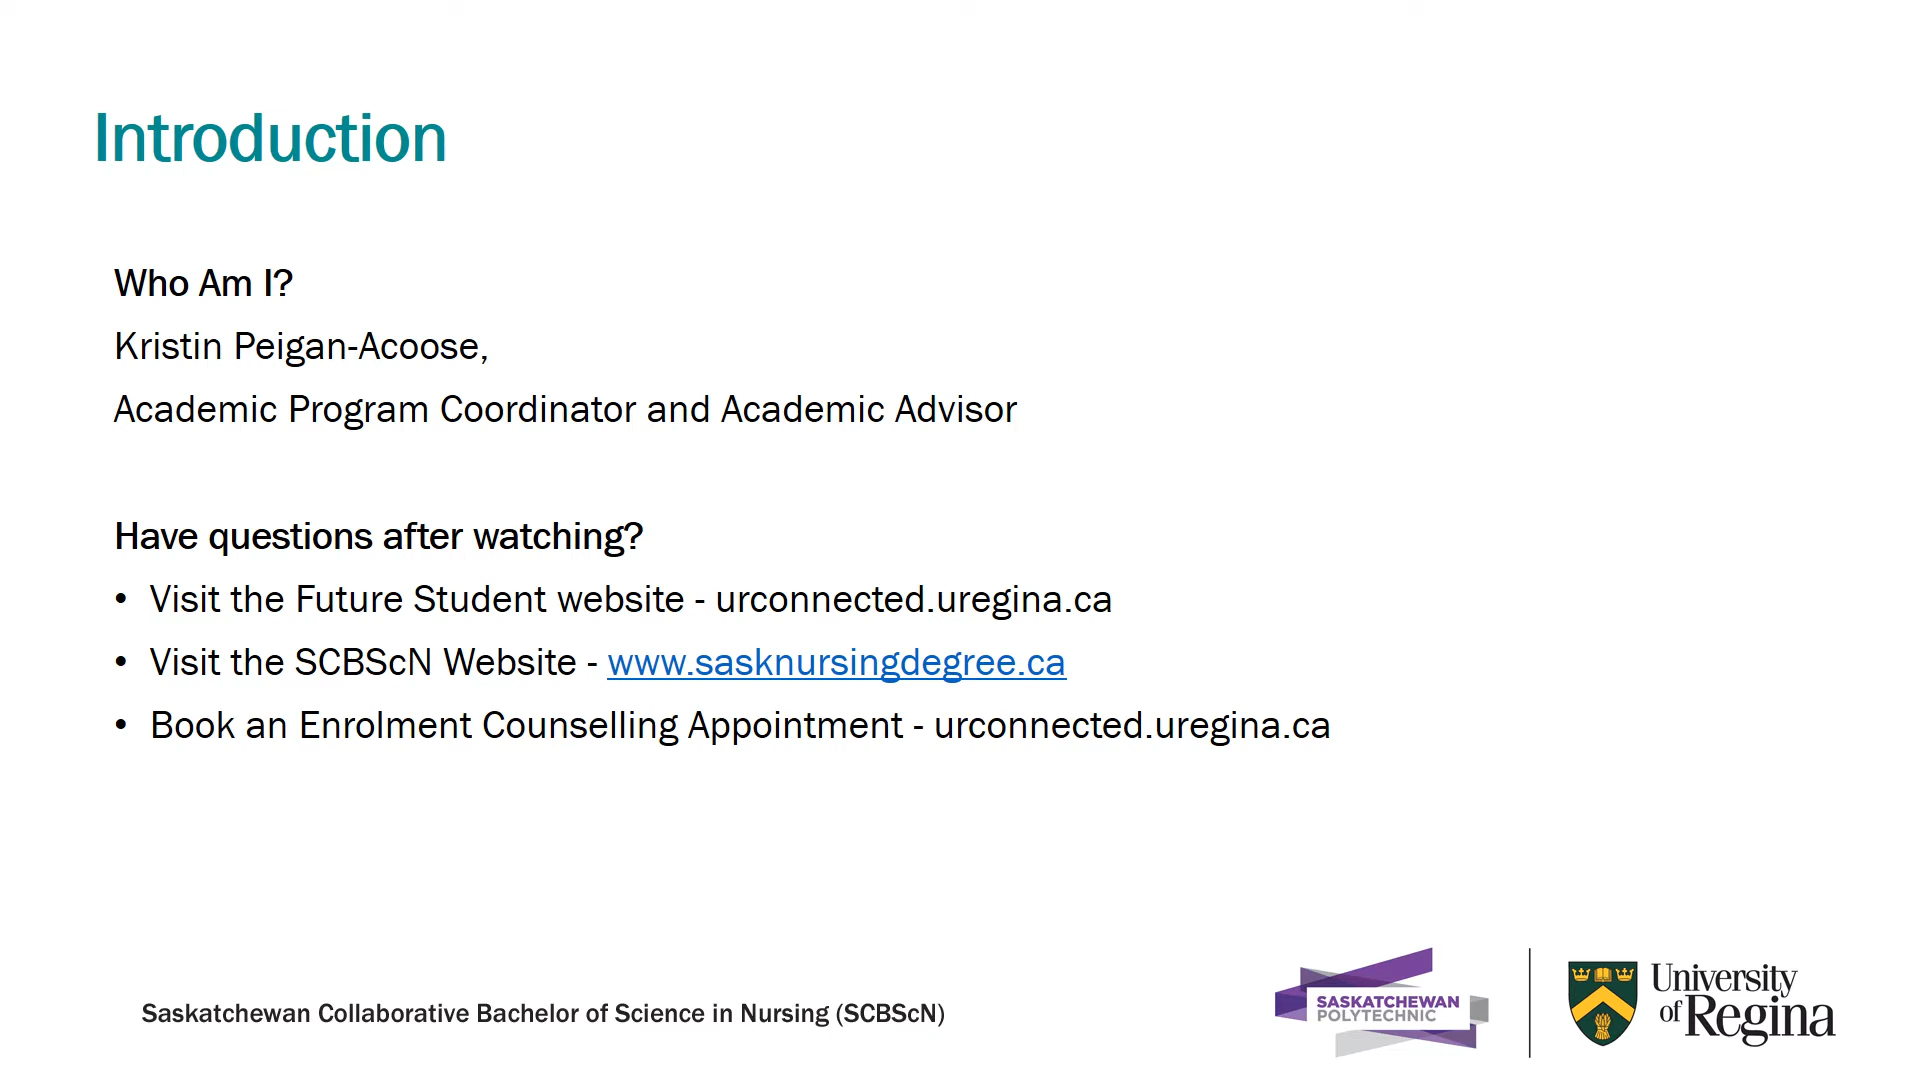 Introduction
Who Am I?
Kristin Peigan-Acoose,
Academic Program Coordinator and Academic Advisor
Have questions after watching?
• Visit the Future Student website - urconnected.uregina.ca
• Visit the SCBScN Website - www.sasknursingdegree.ca
• Book an Enrolment Counselling Appointment - urconnected.uregina.ca
Saskatchewan Collaborative Bachelor of Science in Nursing (SCBScN)
SASKATCHEWAN
POLYTECHNIC
University
of Regina